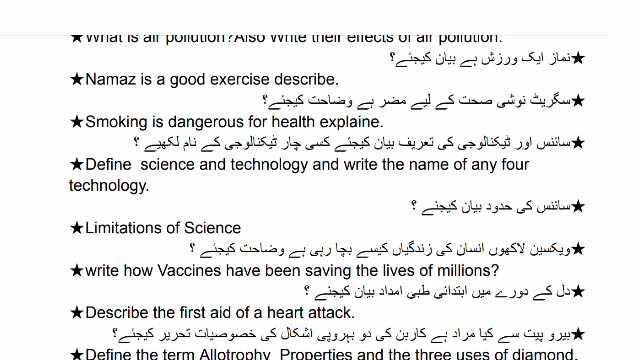 ★What is air pollution?Also Write their effects of air pollution.
★نماز ایک ورزش ہے بیان کیجئے؟
★Namaz is a good exercise describe.
★سگریٹ نوشی صحت کے لیے مضر ہے وضاحت کیجئے؟
★Smoking is dangerous for health explaine.
★سائنس اور ٹیکنالوجی کی تعریف بیان کیجئے کسی چار ٹیکنالوجی کے نام لکھیے ؟
★Define  science and technology and write the name of any four
technology.
★سائنس کی حدود بیان کیجئے ؟
★Limitations of Science
★ویکسین لاکھوں انسان کی زندگیاں کیسے بچا رہی ہے وضاحت کیجئے ؟
★write how Vaccines have been saving the lives of millions?
★دل کے دورے میں ابتدائی طبی امداد بیان کیجئے ؟
★Describe the first aid of a heart attack.
★بیرو پیت سے کیا مراد ہے کاربن کی دو بہروپی اشکال کی خصوصیات تحریر کیجئے؟
★Define the term Allotrophy  Properties and the three uses of diamond.